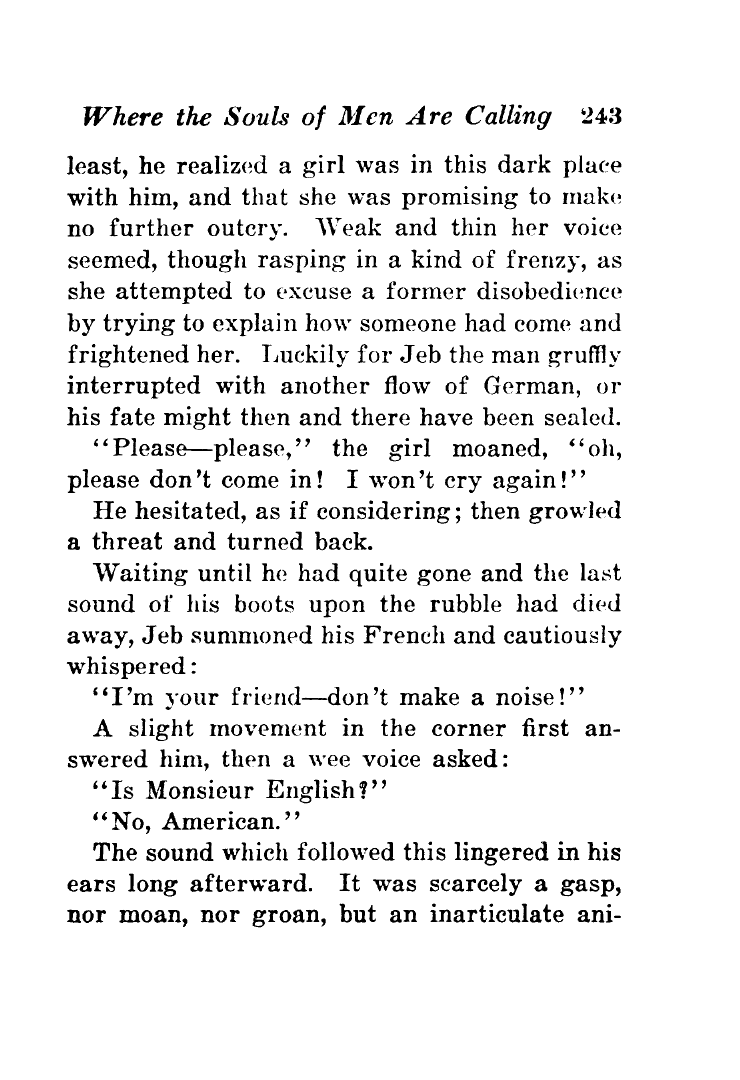 Where the Souls of Men Are Calling 243
least, he realized a girl was in this dark place
with him, and that she was promising to make
no further outcry. Weak and thin her voice
seemed, though rasping in a kind of frenzy, as
she attempted to excuse a former disobedience
by trying to explain how someone had come and
frightened her. Luckily for Jeb the man gruffly
interrupted with another flow of German, or
his fate might then and there have been sealed.
“Please—please,” the girl moaned, “oh,
please don't come in! I won't cry again!”
He hesitated, as if considering; then growled
a threat and turned back.
Waiting until he had quite gone and the last
sound of his boots upon the rubble had died
away, Jeb summoned his French and cautiously
whispered:
“I'm your friend—don't make a noise!”
A slight movement in the corner first an-
swered him, then a wee voice asked:
“Is Monsieur English?”
“No, American.”
The sound which followed this lingered in his
ears long afterward. It was scarcely a gasp,
nor moan, nor groan, but an inarticulate ani-